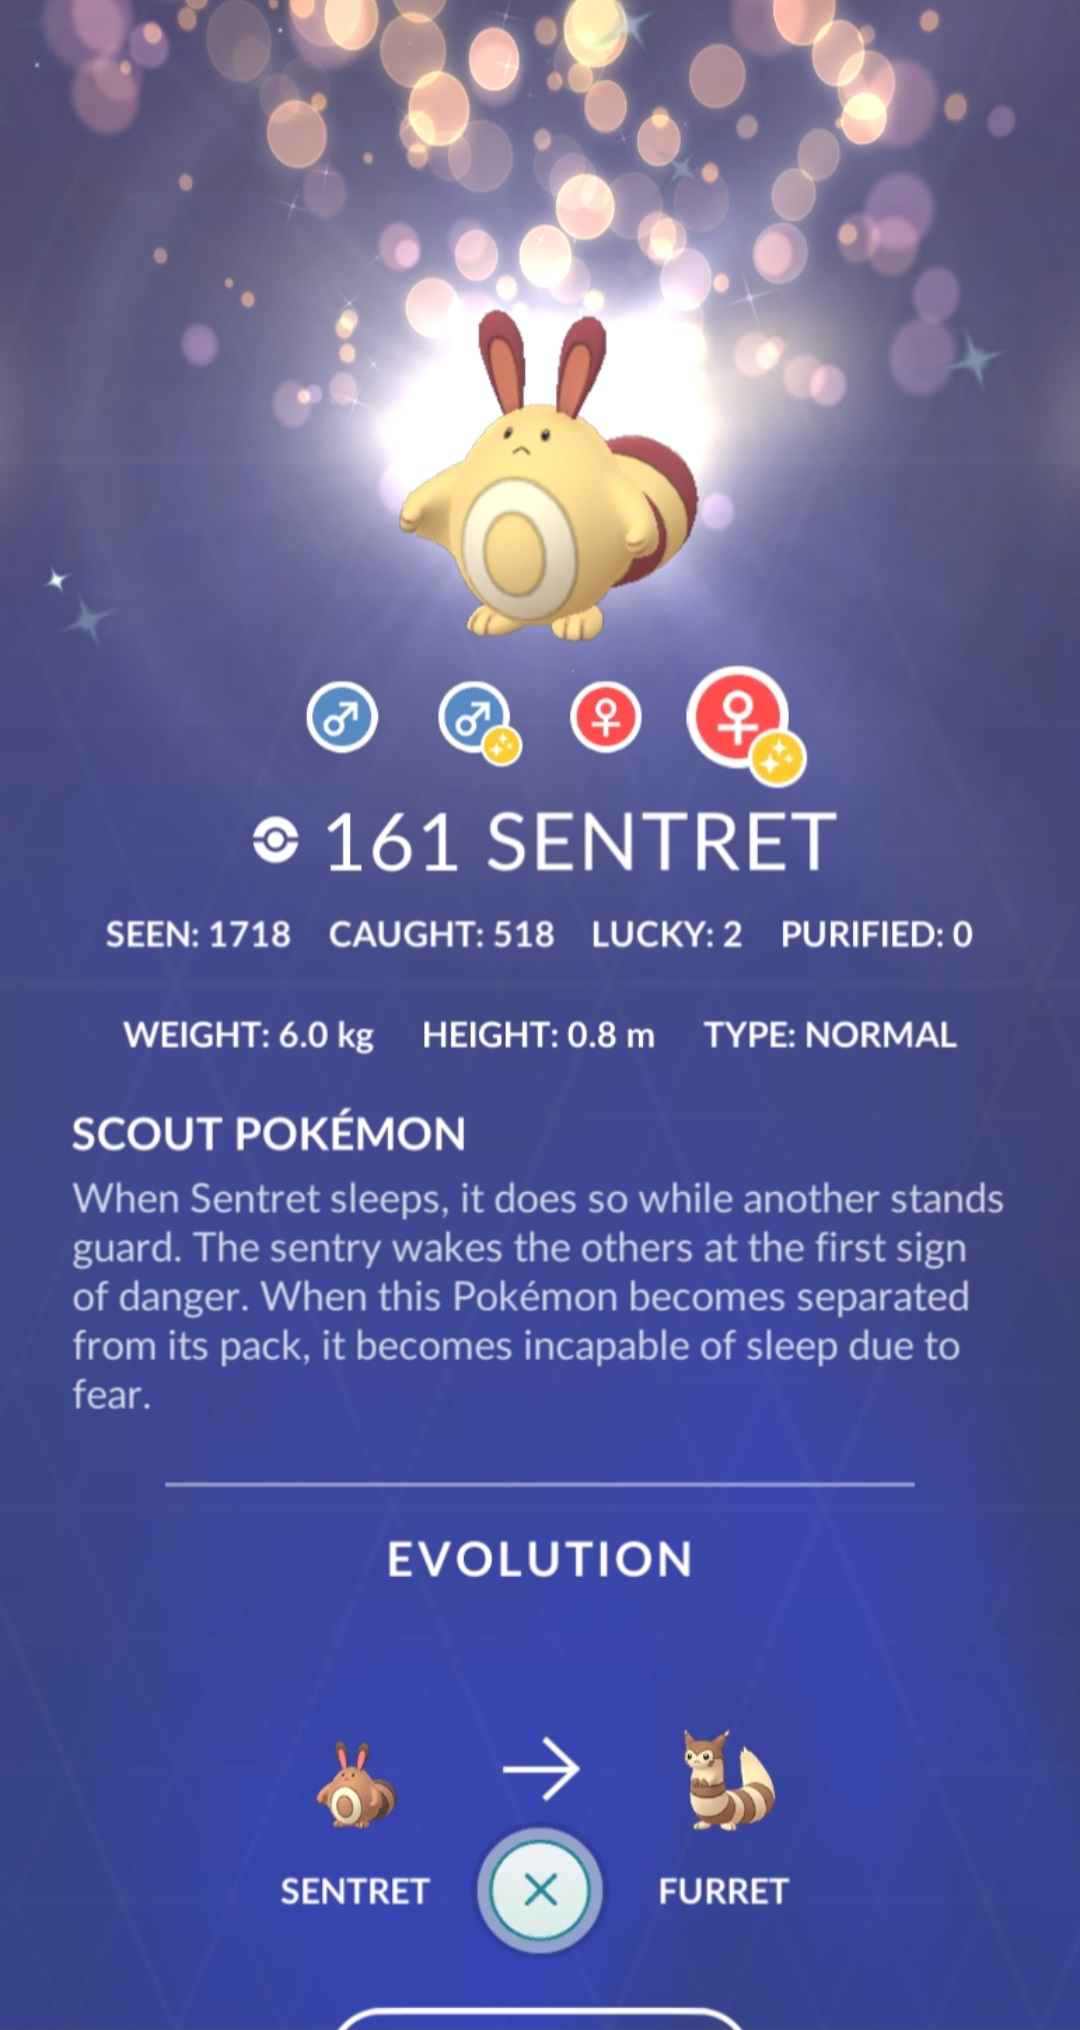 161 SENTRET
SEEN: 1718 CAUGHT: 518 LUCKY: 2 PURIFIED: 0
WEIGHT: 6.0 kg HEIGHT: 0.8 m TYPE: NORMAL
SCOUT POKÉMON
When Sentret sleeps, it does so while another stands
guard. The sentry wakes the others at the first sign
of danger. When this Pokémon becomes separated
from its pack, it becomes incapable of sleep due to
fear.
EVOLUTION
SENTRET FURRET